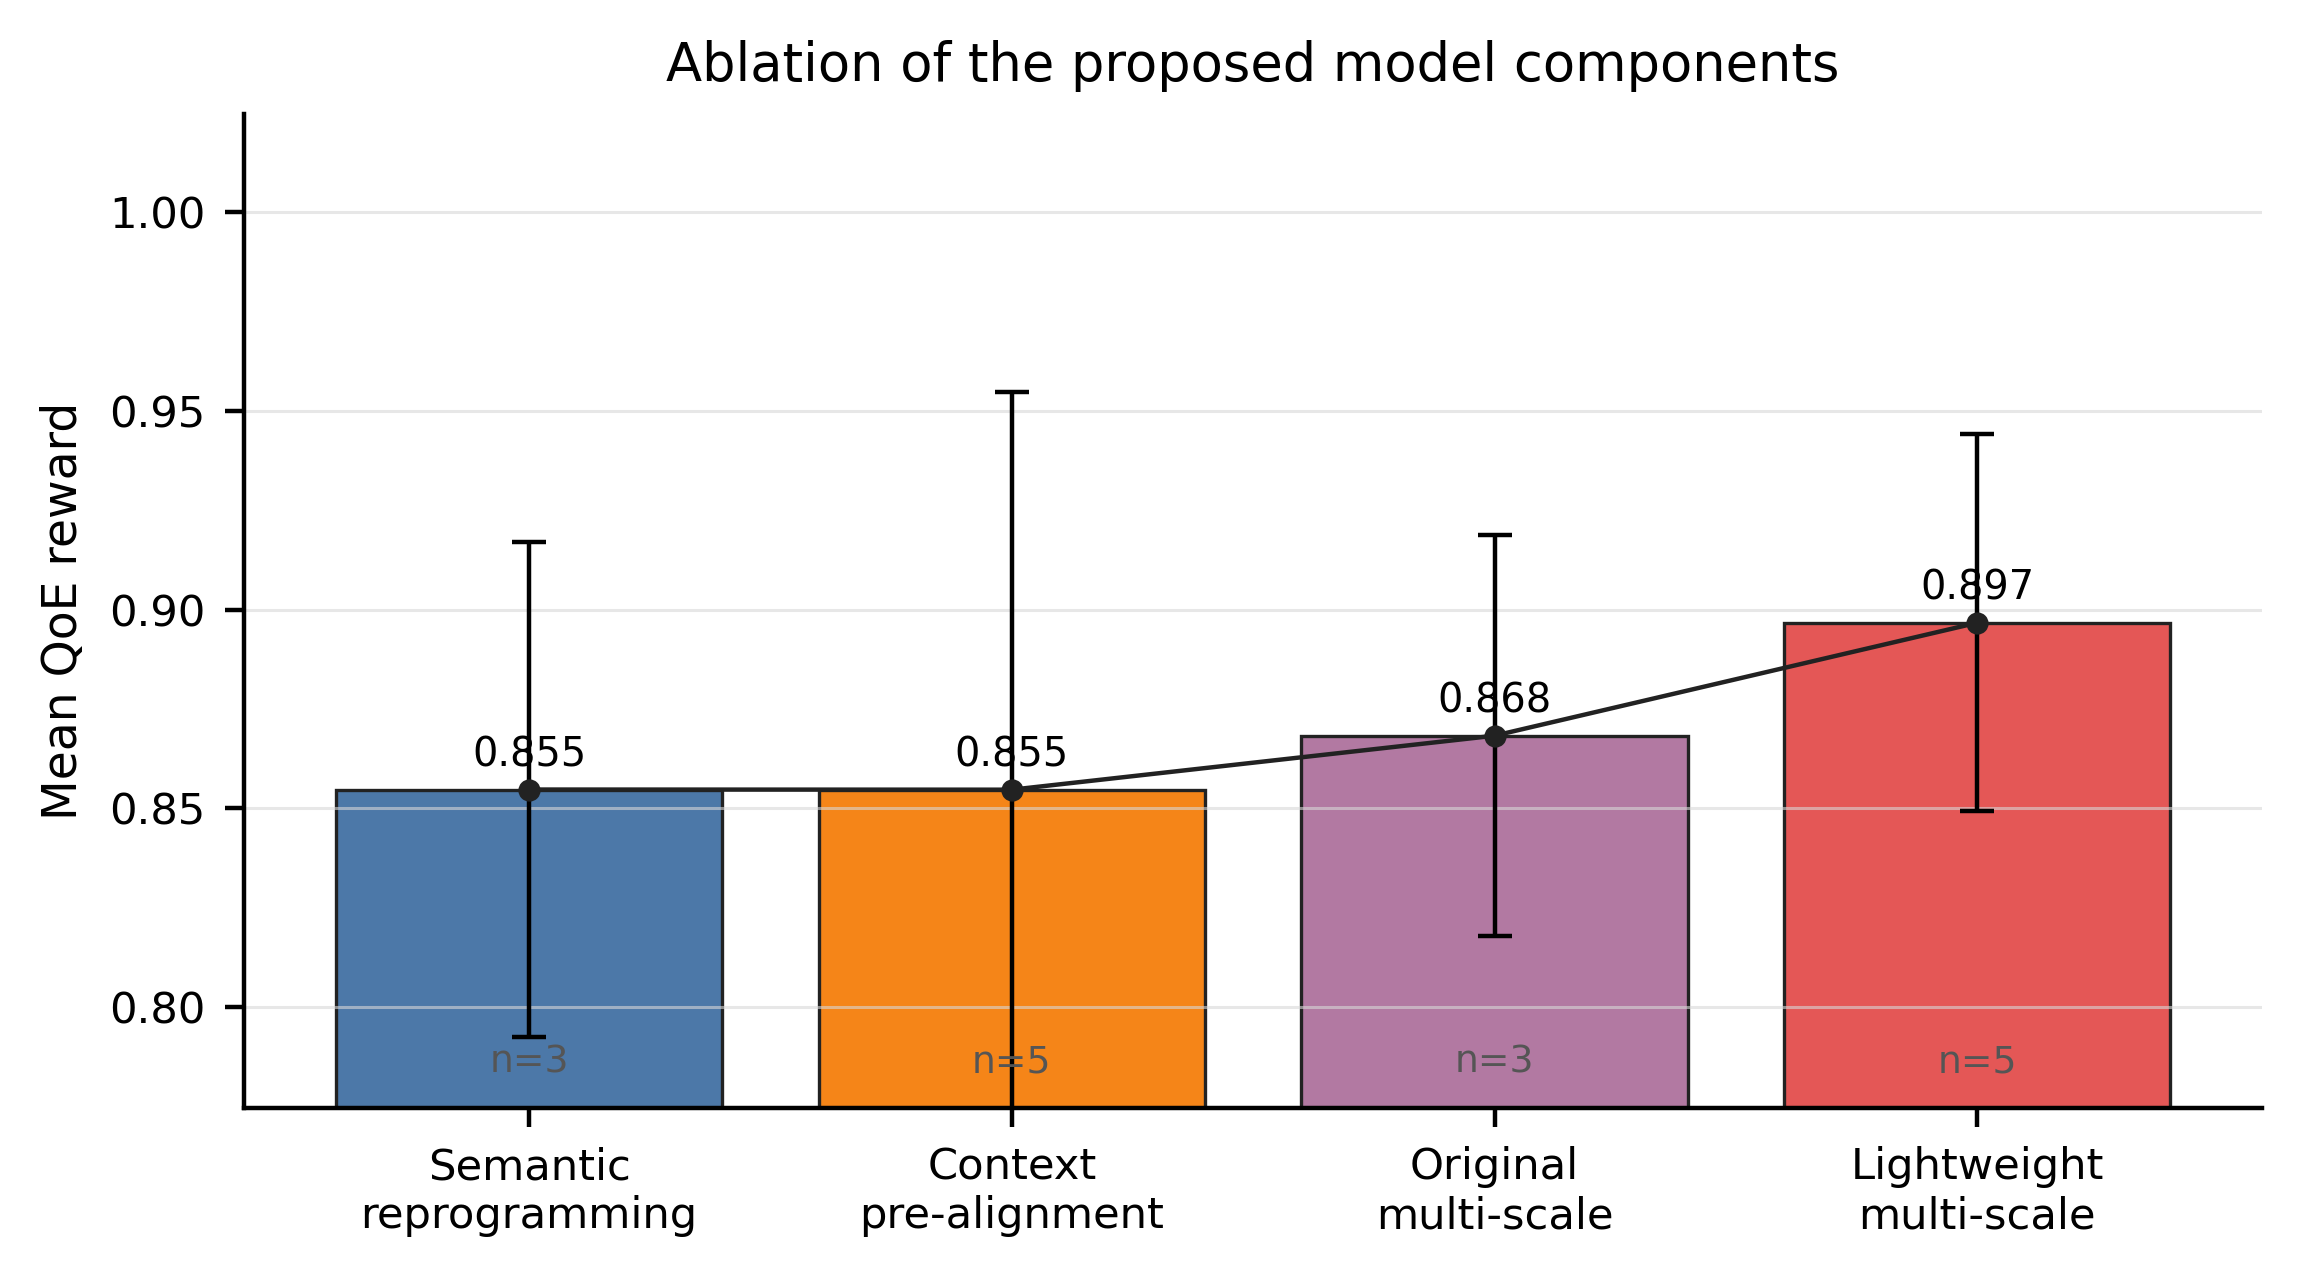 Ablation of the proposed model components
Mean QoE reward
1.00
0.95
0.90
0.85
0.80
0.855
0.855
0.868
0.897
n=3
n=5
n=3
n=5
Semantic
reprogramming
Context
pre-alignment
Original
multi-scale
Lightweight
multi-scale